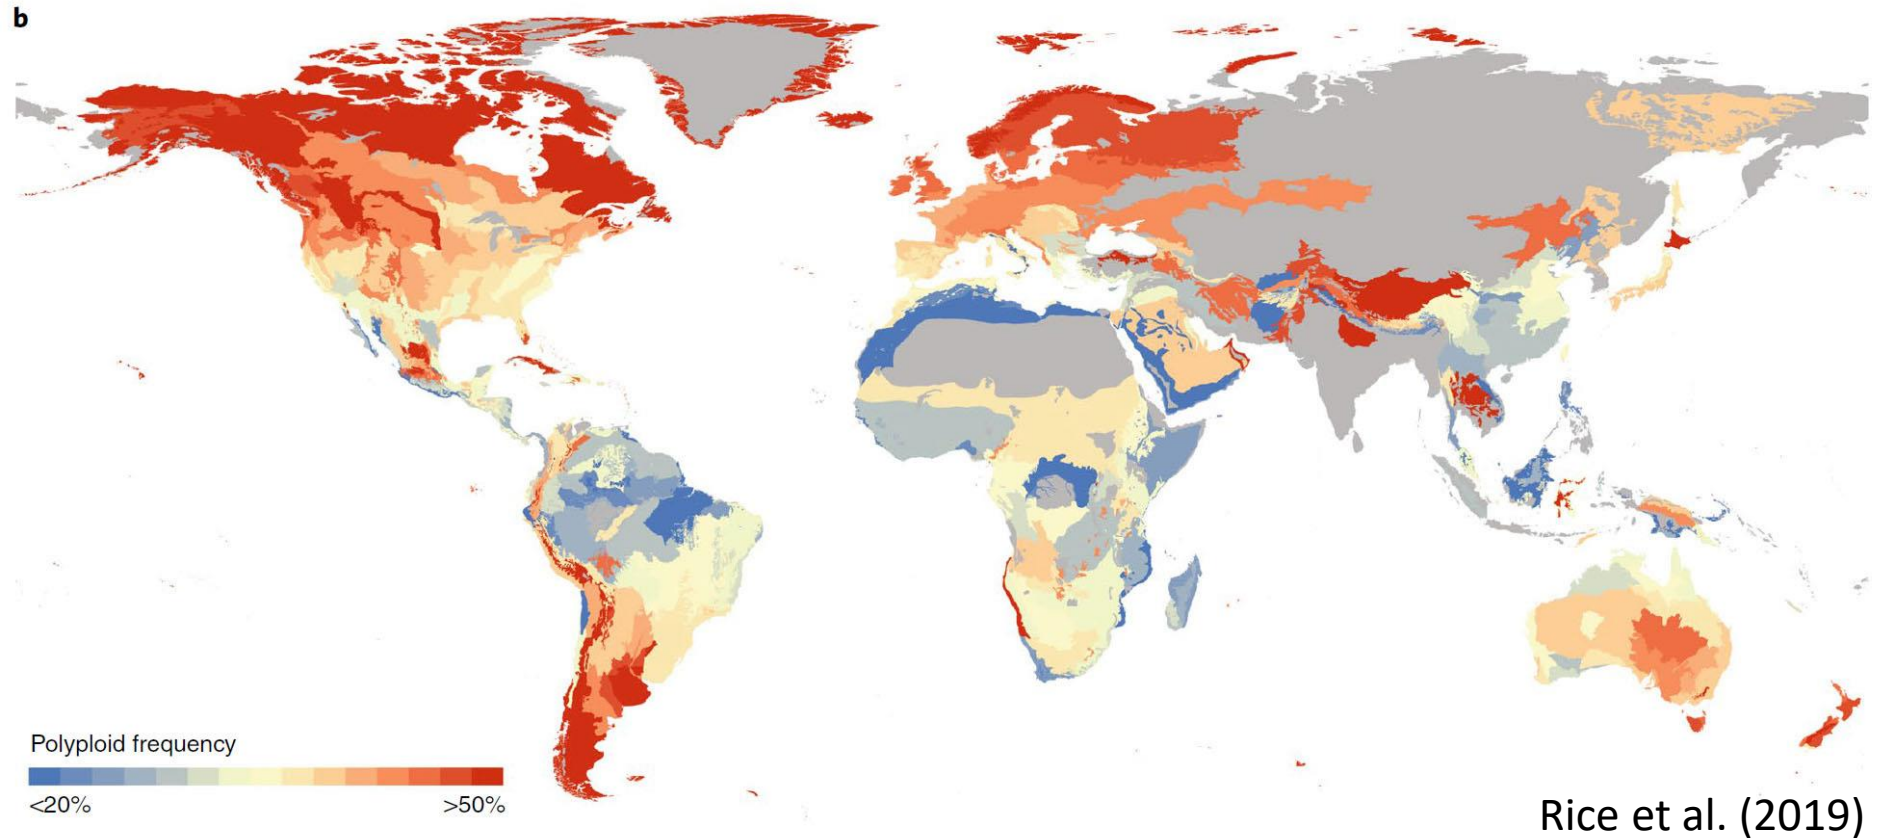 b
Polyploid frequency
<20%
>50%
Rice et al. (2019)